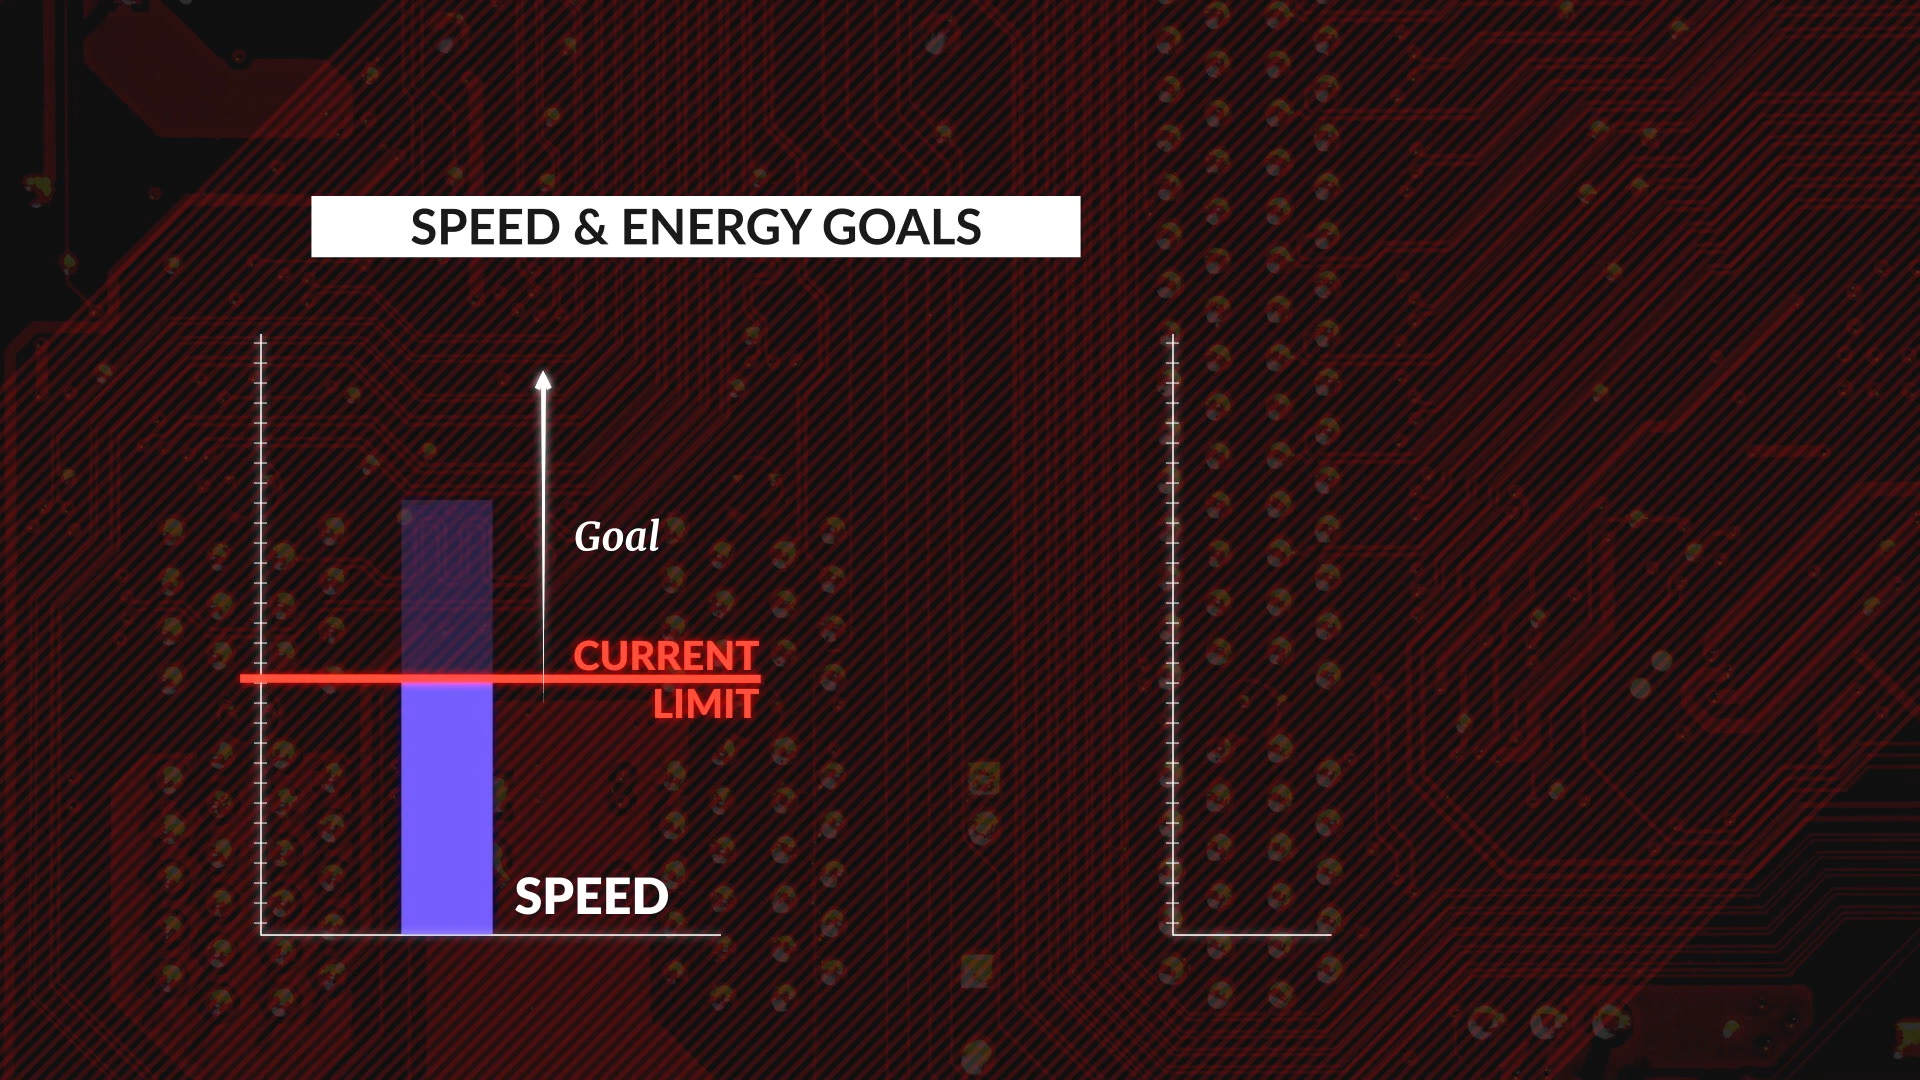 SPEED & ENERGY GOALS
Goal
CURRENT
LIMIT
SPEED